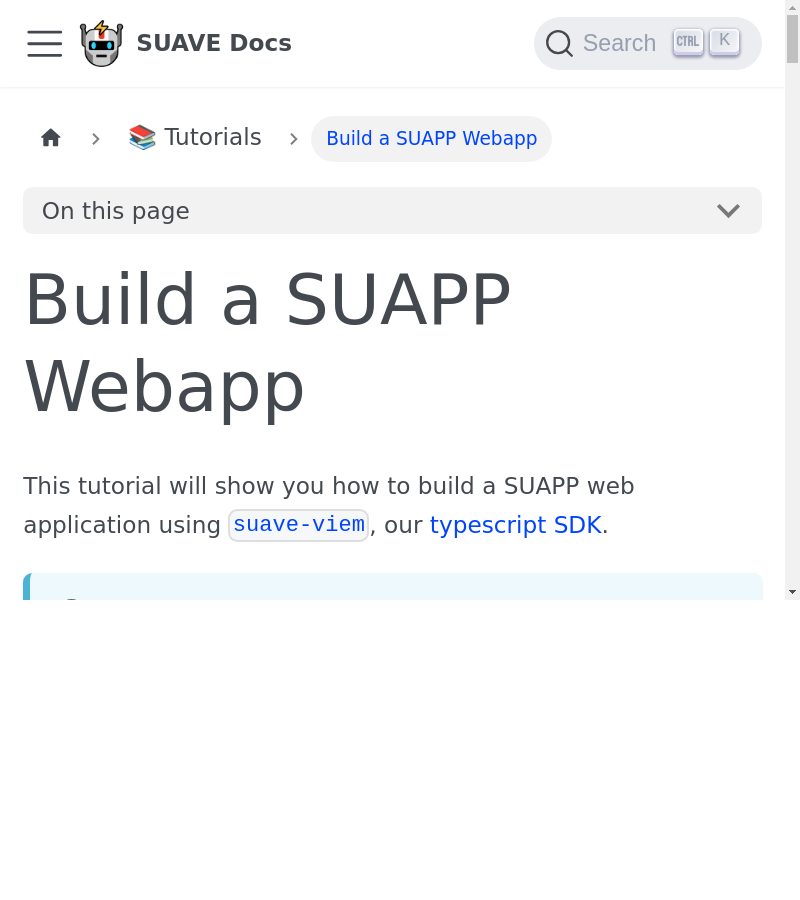 SUAVE Docs
Search CTRL K
📚 Tutorials
Build a SUAPP Webapp
On this page
Build a SUAPP
Webapp
This tutorial will show you how to build a SUAPP web
application using suave-viem, our typescript SDK.